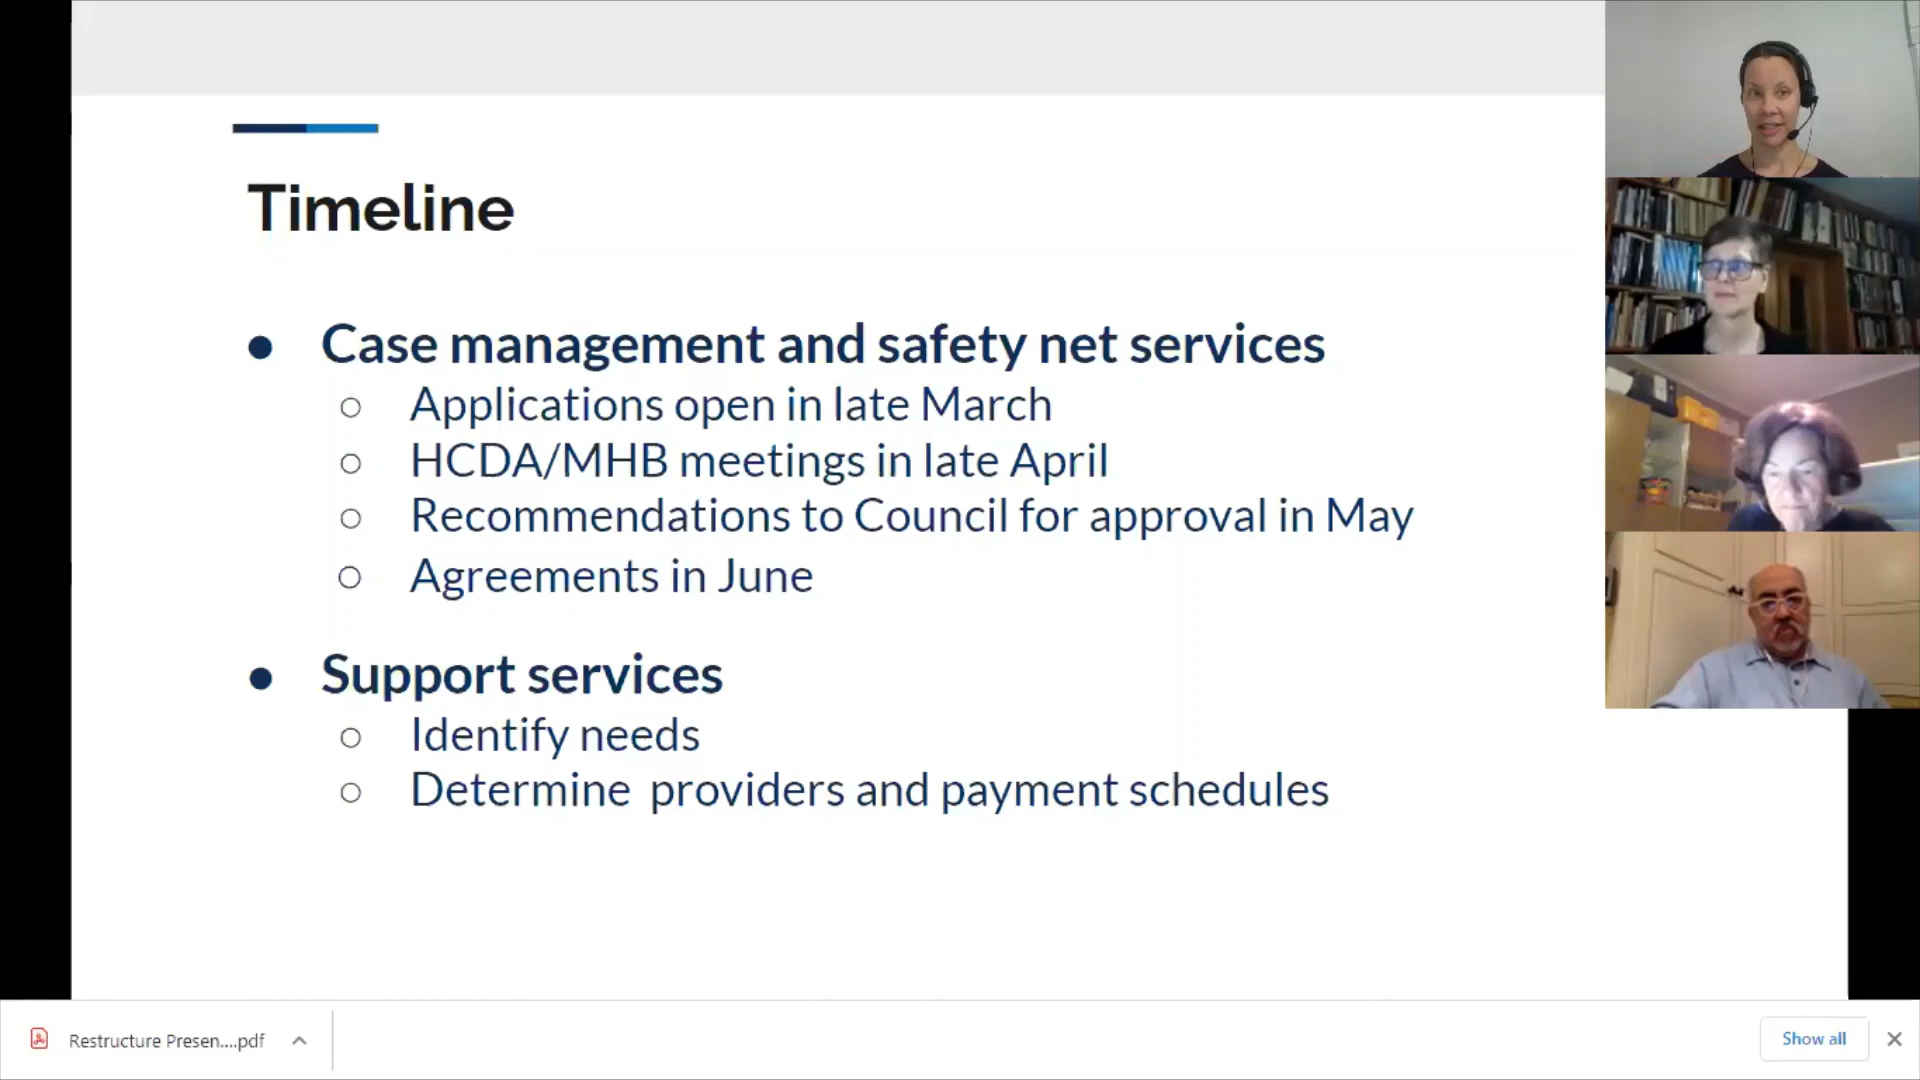 Timeline
● Case management and safety net services
○ Applications open in late March
○ HCDA/MHB meetings in late April
○ Recommendations to Council for approval in May
○ Agreements in June
● Support services
○ Identify needs
○ Determine  providers and payment schedules
Restructure Presen....pdf
Show all